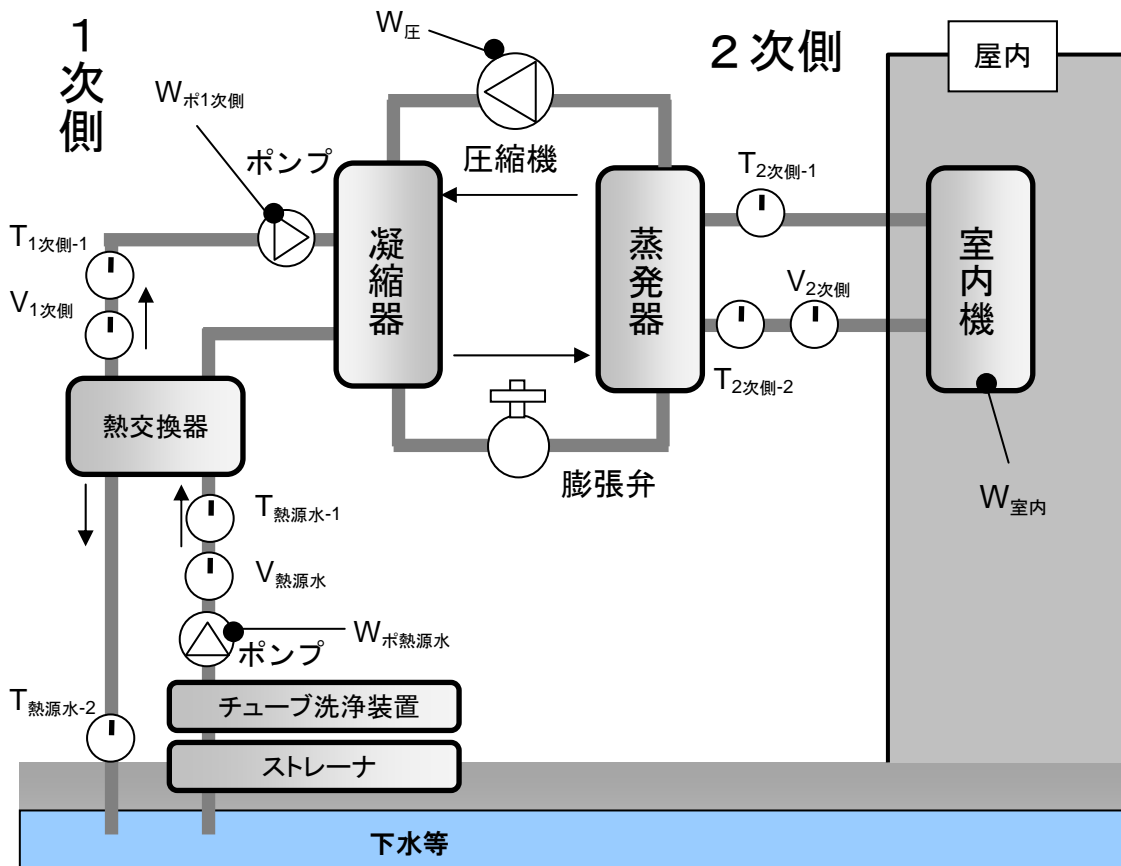 1次側
W圧
2次側
屋内
Wポ1次側
ポンプ
圧縮機
T2次側-1
T1次側-1
凝縮器
蒸発器
室内機
V1次側
V2次側
T2次側-2
熱交換器
膨張弁
W室内
T熱源水-1
V熱源水
Wポ熱源水
ポンプ
T熱源水-2
チューブ洗浄装置
ストレーナ
下水等